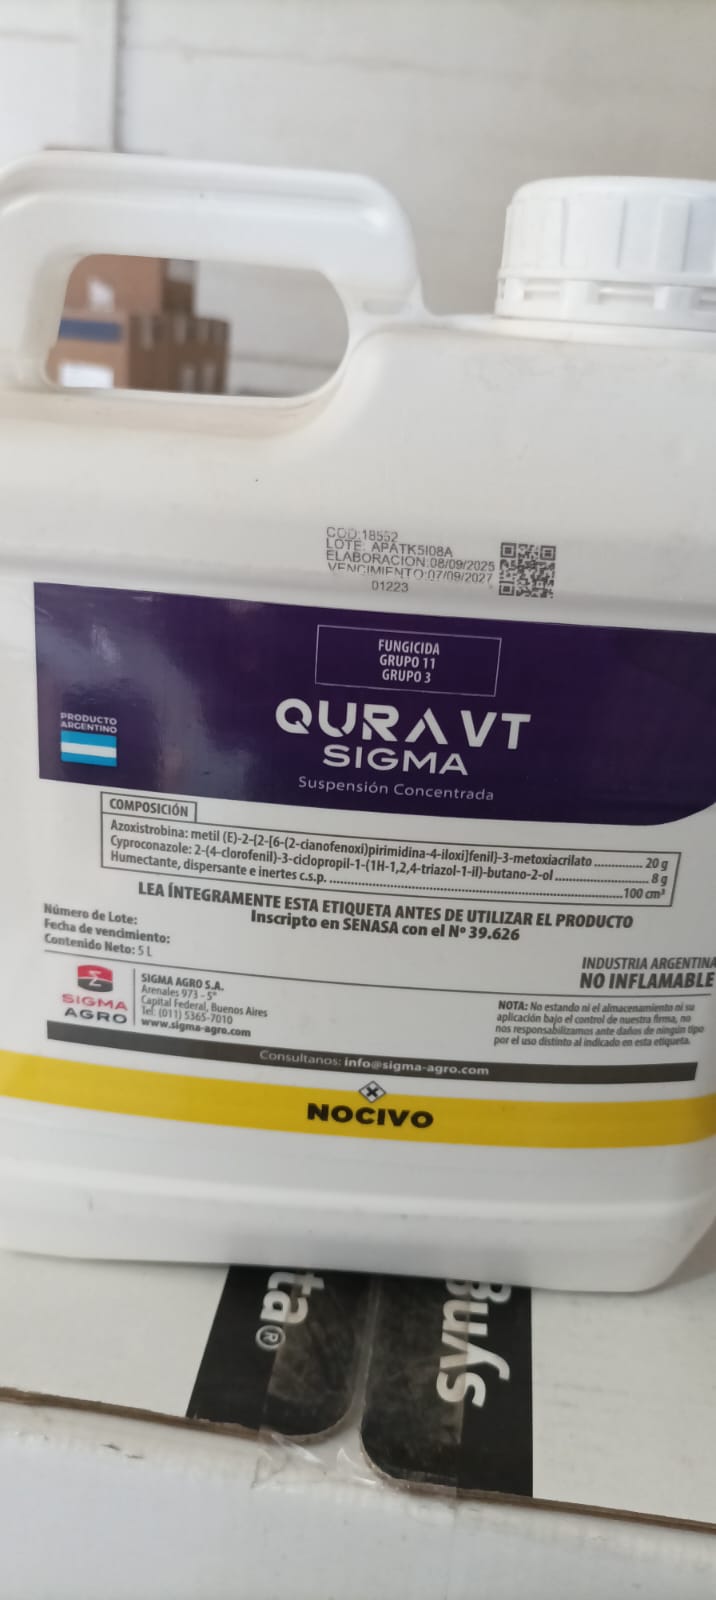 COD:18552
LOTE: APATK5I08A
ELABORACION:08/09/2025
VENCIMIENTO:07/09/2027
01223
FUNGICIDA
GRUPO 11
GRUPO 3
QURA VT
SIGMA
Suspensión Concentrada
PRODUCTO
ARGENTINO
COMPOSICIÓN
Azoxistrobina: metil (E)-2-{2-[6-(2-cianofenoxi)pirimidina-4-iloxi]fenil}-3-metoxiacrilato ............. 20 g
Cyproconazole: 2-(4-clorofenil)-3-ciclopropil-1-(1H-1,2,4-triazol-1-il)-butano-2-ol ........................ 8 g
Humectante, dispersante e inertes c.s.p. ........................................................................ 100 cm³
LEA ÍNTEGRAMENTE ESTA ETIQUETA ANTES DE UTILIZAR EL PRODUCTO
Inscripto en SENASA con el Nº 39.626
Número de Lote:
Fecha de vencimiento:
Contenido Neto: 5 L
INDUSTRIA ARGENTINA
NO INFLAMABLE
SIGMA
AGRO
SIGMA AGRO S.A.
Arenales 973 - 5º
Capital Federal, Buenos Aires
Tel: (011) 5365-7010
www.sigma-agro.com
NOTA: No estando ni el almacenamiento ni su
aplicación bajo el control de nuestra firma, no
nos responsabilizamos ante daños de ningún tipo
por el uso distinto al indicado en esta etiqueta.
Consultanos: info@sigma-agro.com
NOCIVO
ta®
syng